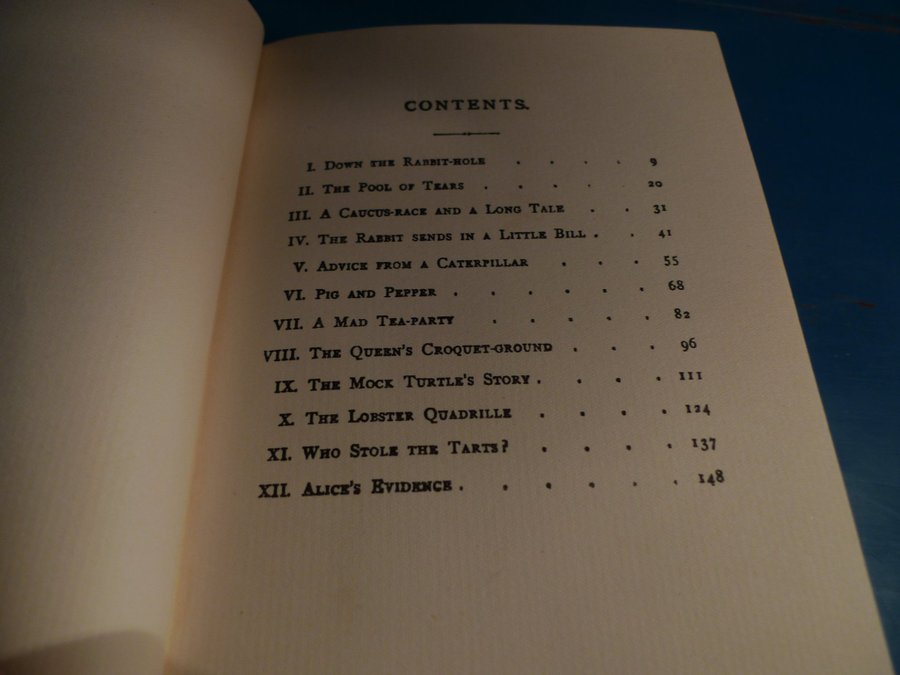 CONTENTS.
I. DOWN THE RABBIT-HOLE . . . . 9
II. THE POOL OF TEARS . . . . . 20
III. A CAUCUS-RACE AND A LONG TALE . . 31
IV. THE RABBIT SENDS IN A LITTLE BILL . . 41
V. ADVICE FROM A CATERPILLAR . . . 55
VI. PIG AND PEPPER . . . . . . 68
VII. A MAD TEA-PARTY . . . . . 82
VIII. THE QUEEN'S CROQUET-GROUND . . . 96
IX. THE MOCK TURTLE'S STORY . . . . 111
X. THE LOBSTER QUADRILLE . . . . 124
XI. WHO STOLE THE TARTS? . . . . 137
XII. ALICE'S EVIDENCE . . . . . . 148